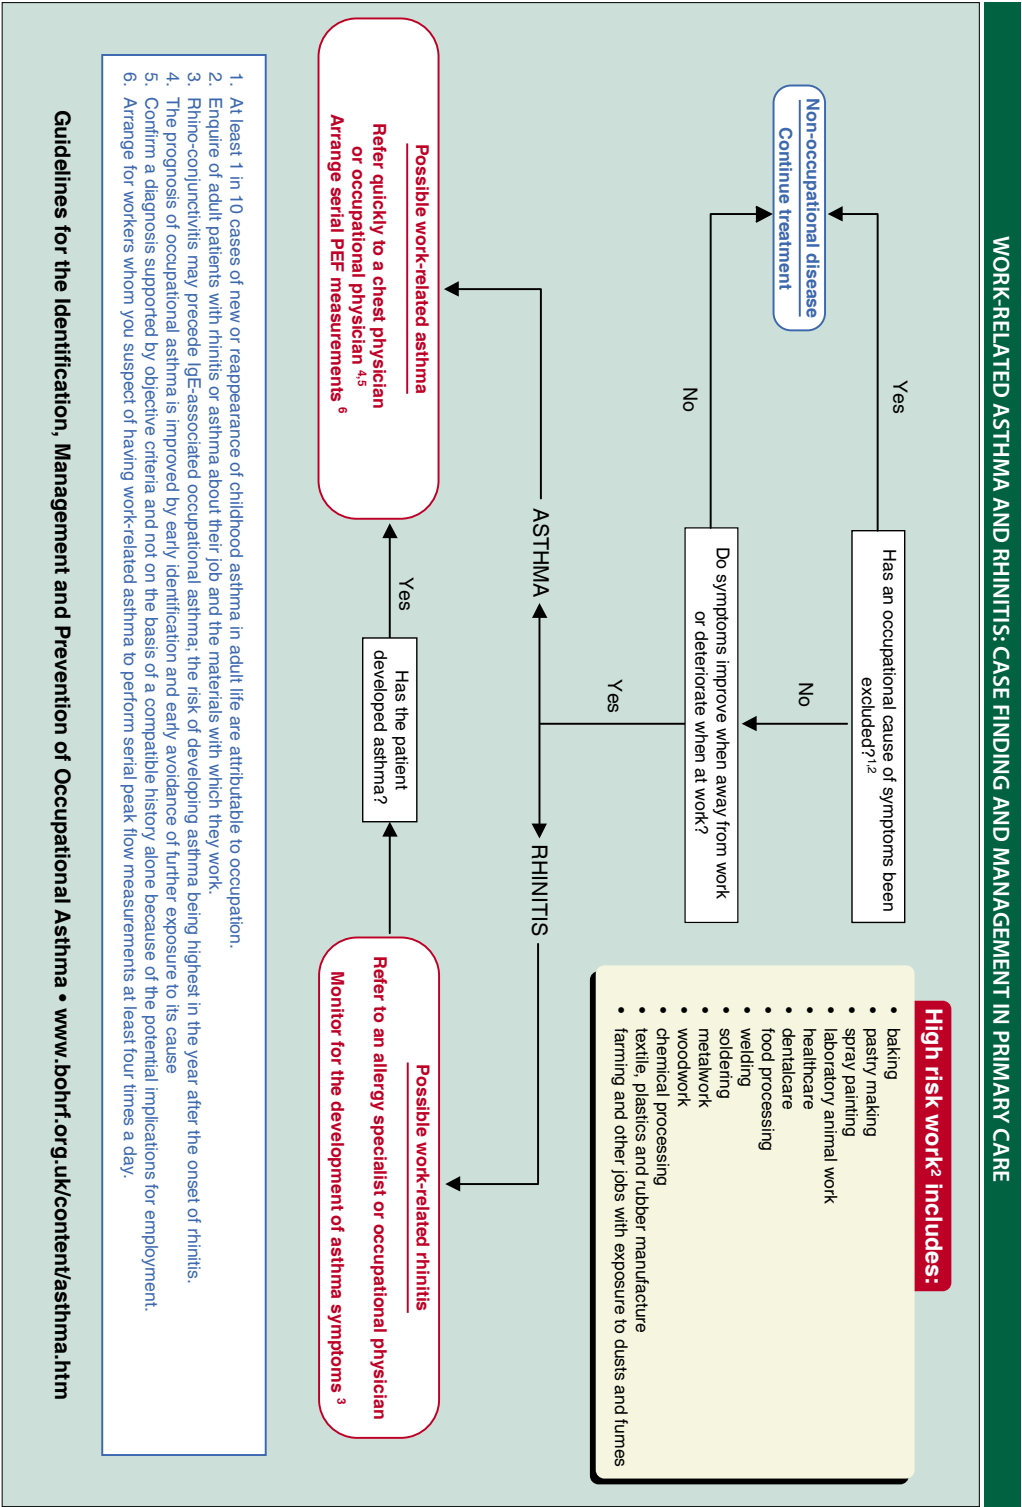 WORK-RELATED ASTHMA AND RHINITIS: CASE FINDING AND MANAGEMENT IN PRIMARY CARE
Has an occupational cause of symptoms been
excluded?1,2
Yes
No
Non-occupational disease
Continue treatment
Do symptoms improve when away from work
or deteriorate when at work?
No
Yes
High risk work2 includes:
• baking
• pastry making
• spray painting
• laboratory animal work
• healthcare
• dentalcare
• food processing
• welding
• soldering
• metalwork
• woodwork
• chemical processing
• textile, plastics and rubber manufacture
• farming and other jobs with exposure to dusts and fumes
ASTHMA
RHINITIS
Possible work-related asthma
Refer quickly to a chest physician
or occupational physician 4,5
Arrange serial PEF measurements 6
Yes
Has the patient
developed asthma?
Possible work-related rhinitis
Refer to an allergy specialist or occupational physician
Monitor for the development of asthma symptoms 3
1. At least 1 in 10 cases of new or reappearance of childhood asthma in adult life are attributable to occupation.
2. Enquire of adult patients with rhinitis or asthma about their job and the materials with which they work.
3. Rhino-conjunctivitis may precede IgE-associated occupational asthma; the risk of developing asthma being highest in the year after the onset of rhinitis.
4. The prognosis of occupational asthma is improved by early identification and early avoidance of further exposure to its cause
5. Confirm a diagnosis supported by objective criteria and not on the basis of a compatible history alone because of the potential implications for employment.
6. Arrange for workers whom you suspect of having work-related asthma to perform serial peak flow measurements at least four times a day.
Guidelines for the Identification, Management and Prevention of Occupational Asthma • www.bohrf.org.uk/content/asthma.htm